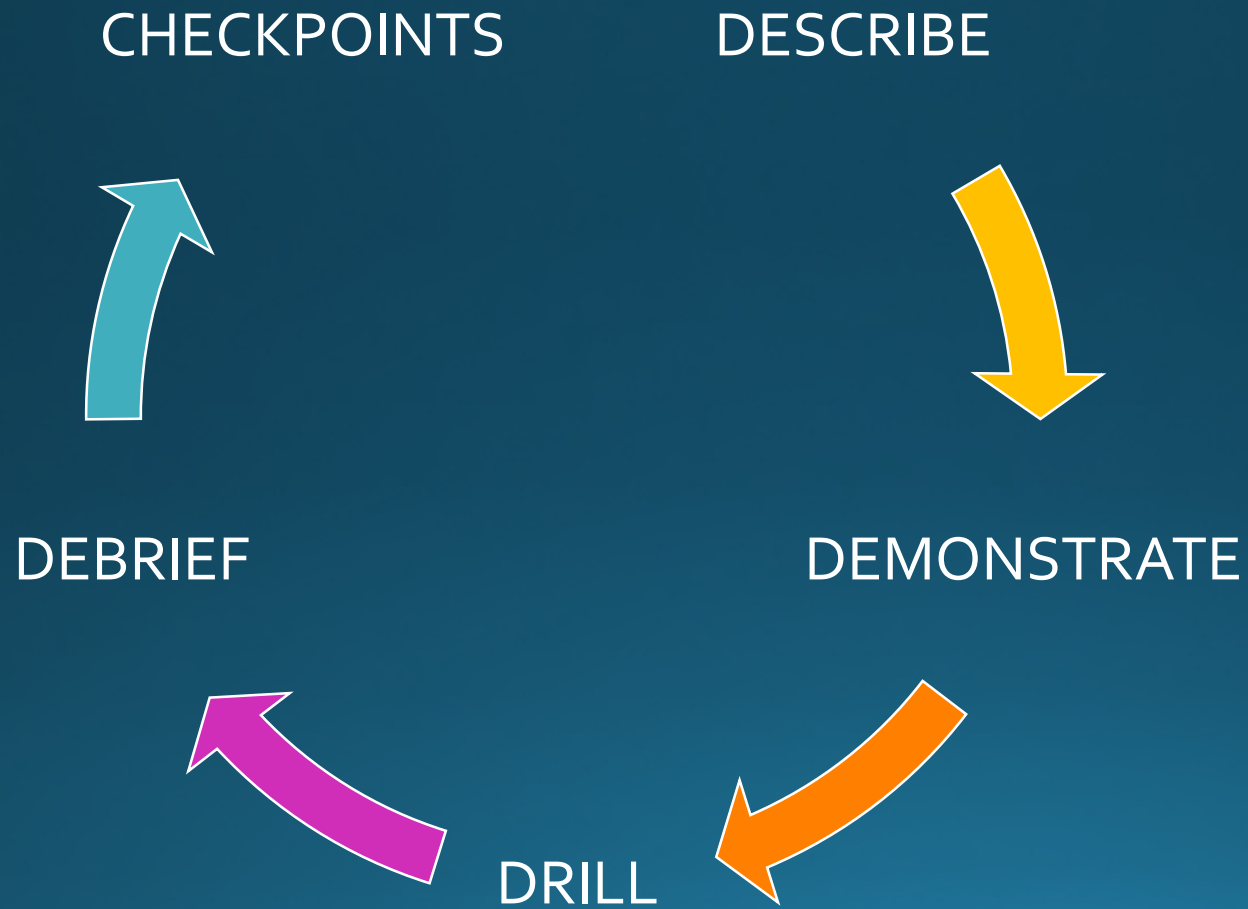 CHECKPOINTS
DESCRIBE
DEBRIEF
DEMONSTRATE
DRILL